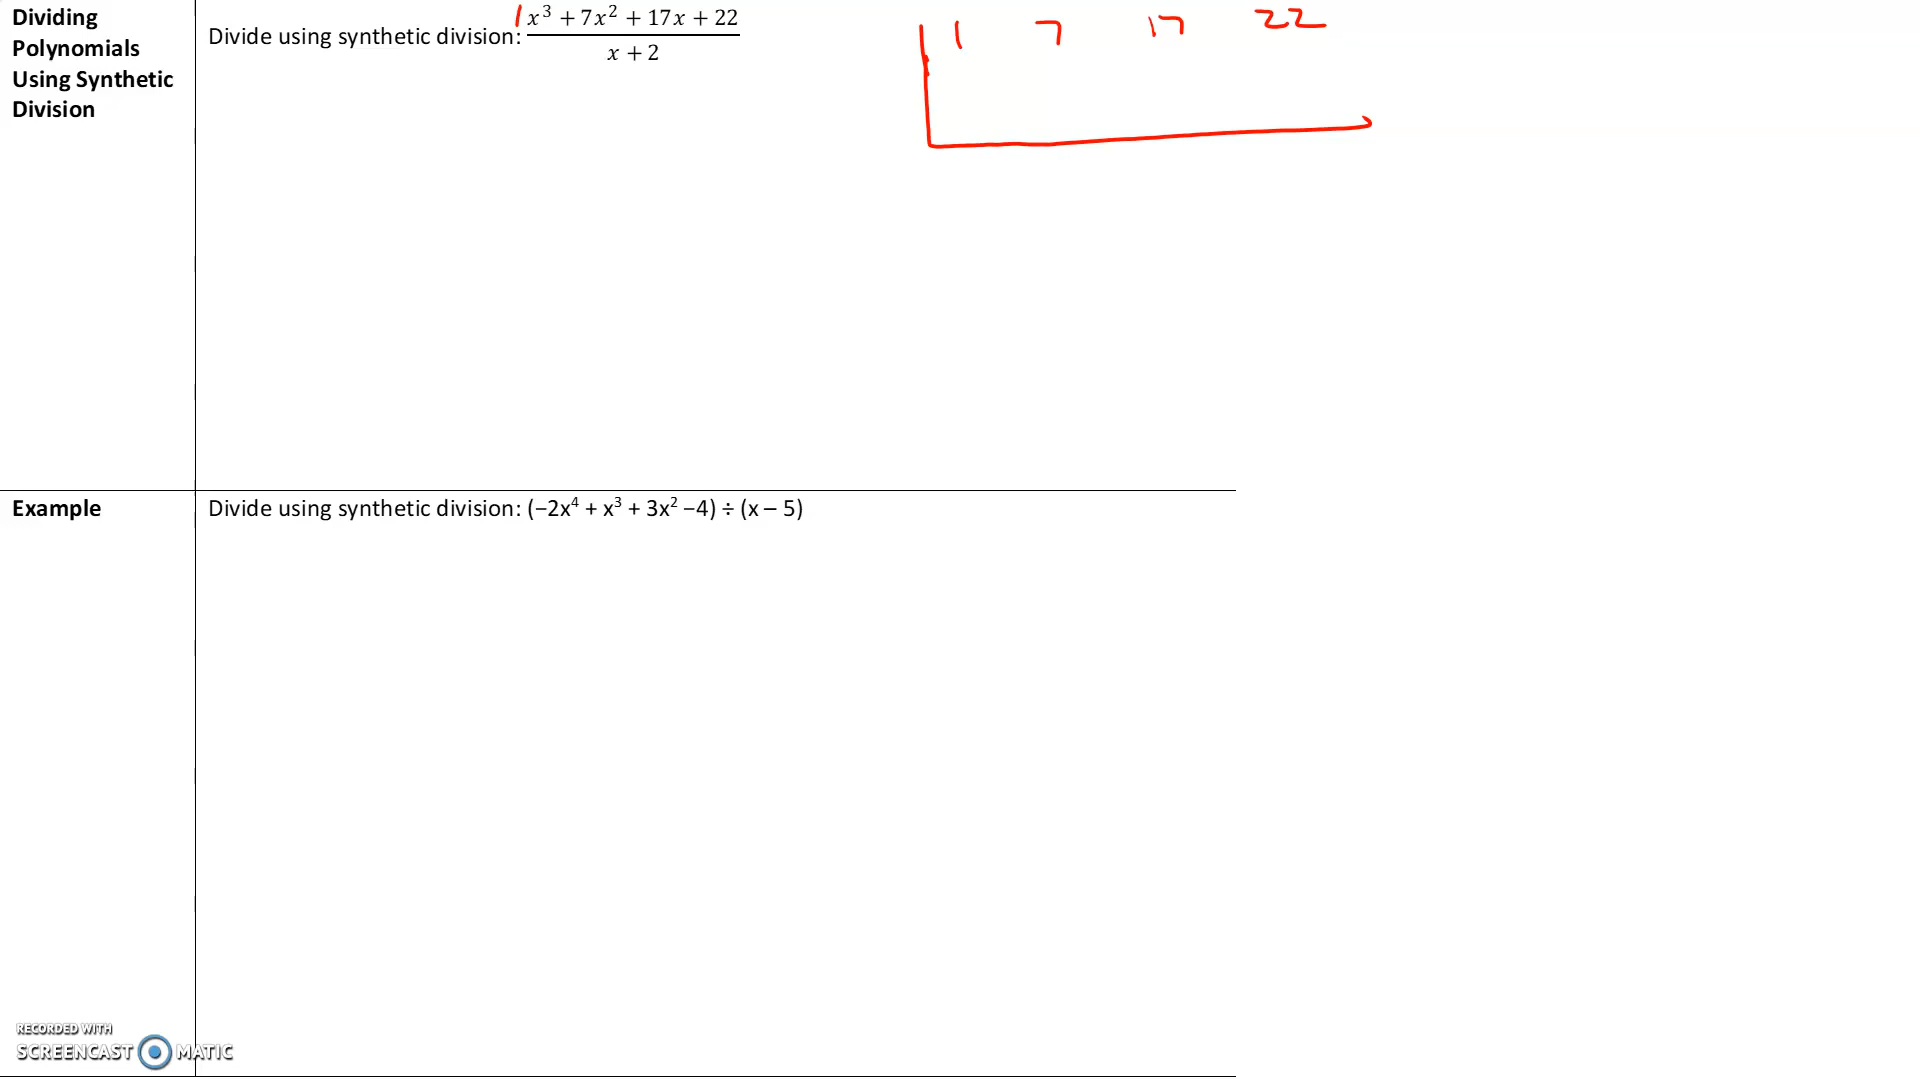 Dividing
Polynomials
Using Synthetic
Division
Divide using synthetic division: 1x³ + 7x² + 17x + 22
x + 2
1 7 17 22
Example
Divide using synthetic division: (−2x⁴ + x³ + 3x² −4) ÷ (x − 5)
RECORDED WITH
SCREENCAST MATIC